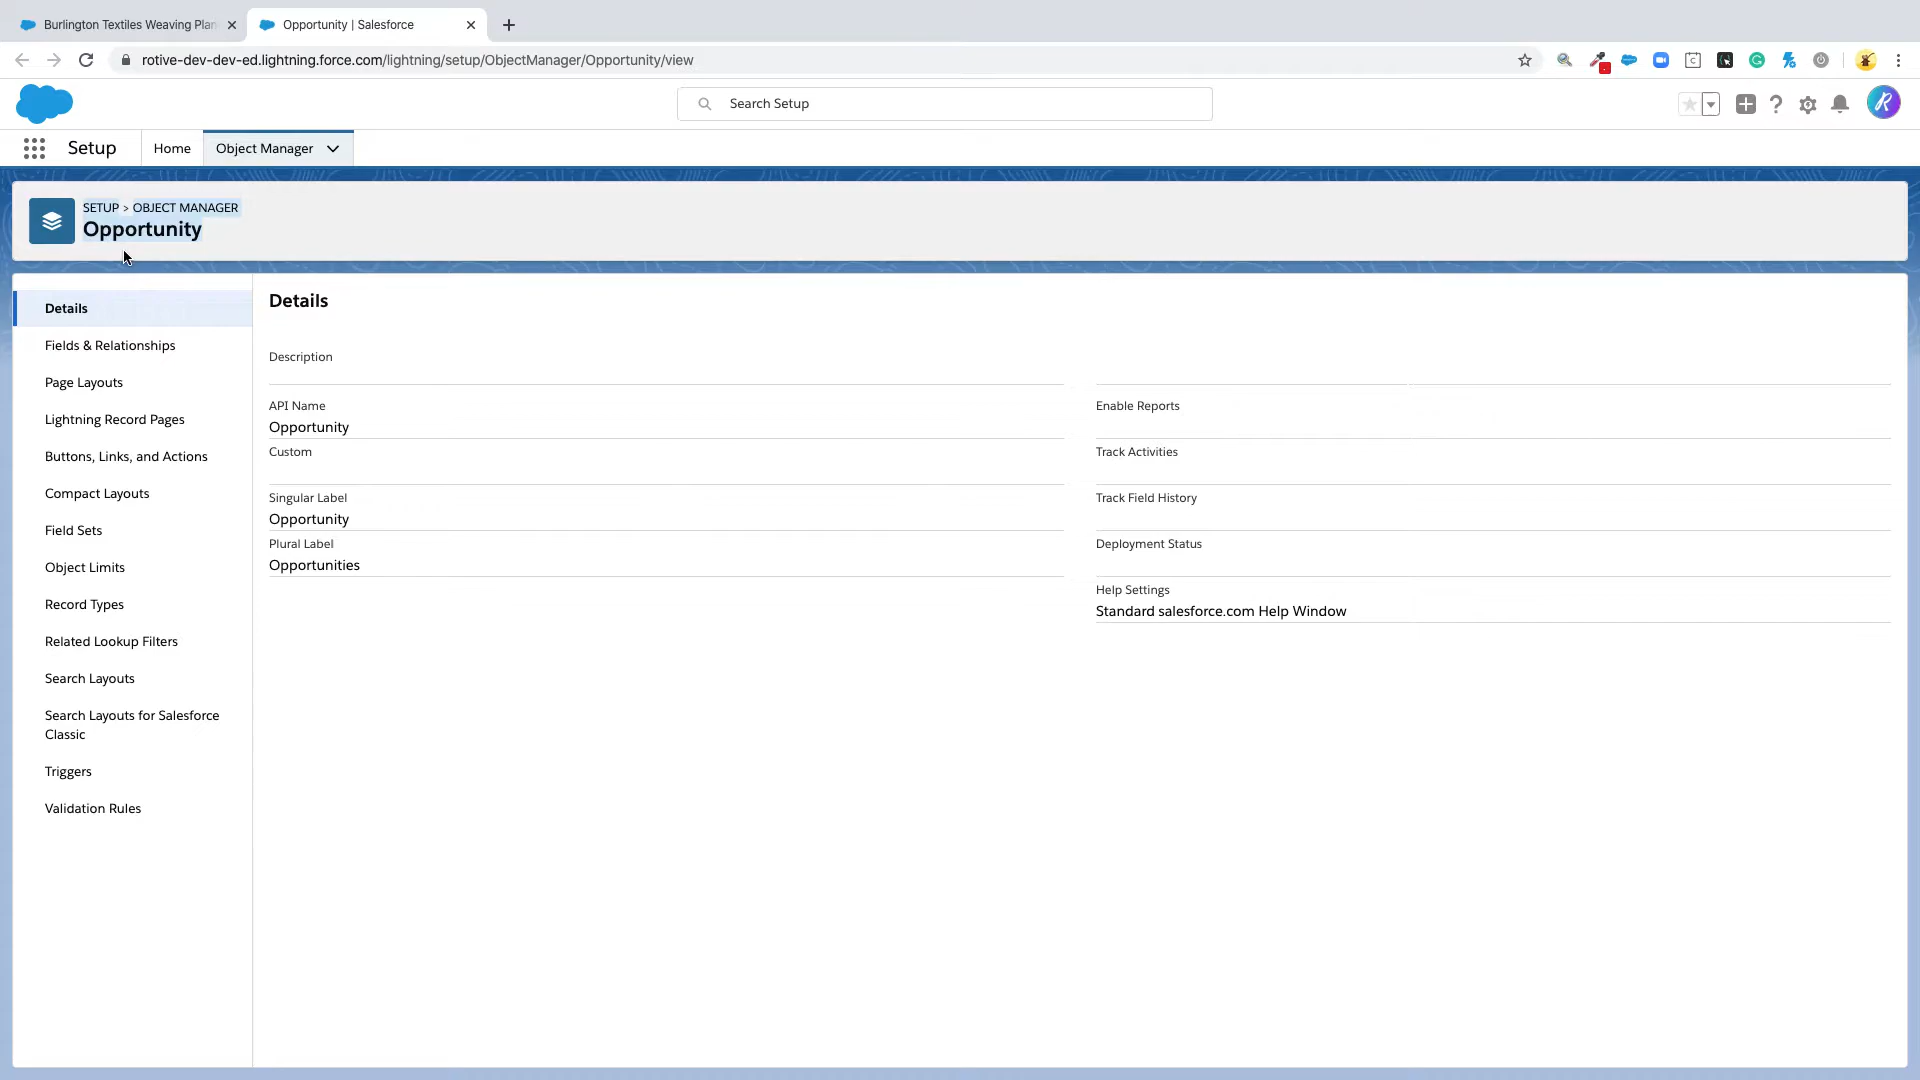 Burlington Textiles Weaving Plan
Opportunity | Salesforce
rotive-dev-dev-ed.lightning.force.com/lightning/setup/ObjectManager/Opportunity/view
Search Setup
Setup
Home
Object Manager
SETUP > OBJECT MANAGER
Opportunity
Details
Fields & Relationships
Page Layouts
Lightning Record Pages
Buttons, Links, and Actions
Compact Layouts
Field Sets
Object Limits
Record Types
Related Lookup Filters
Search Layouts
Search Layouts for Salesforce
Classic
Triggers
Validation Rules
Details
Description
API Name
Opportunity
Custom
Singular Label
Opportunity
Plural Label
Opportunities
Enable Reports
Track Activities
Track Field History
Deployment Status
Help Settings
Standard salesforce.com Help Window